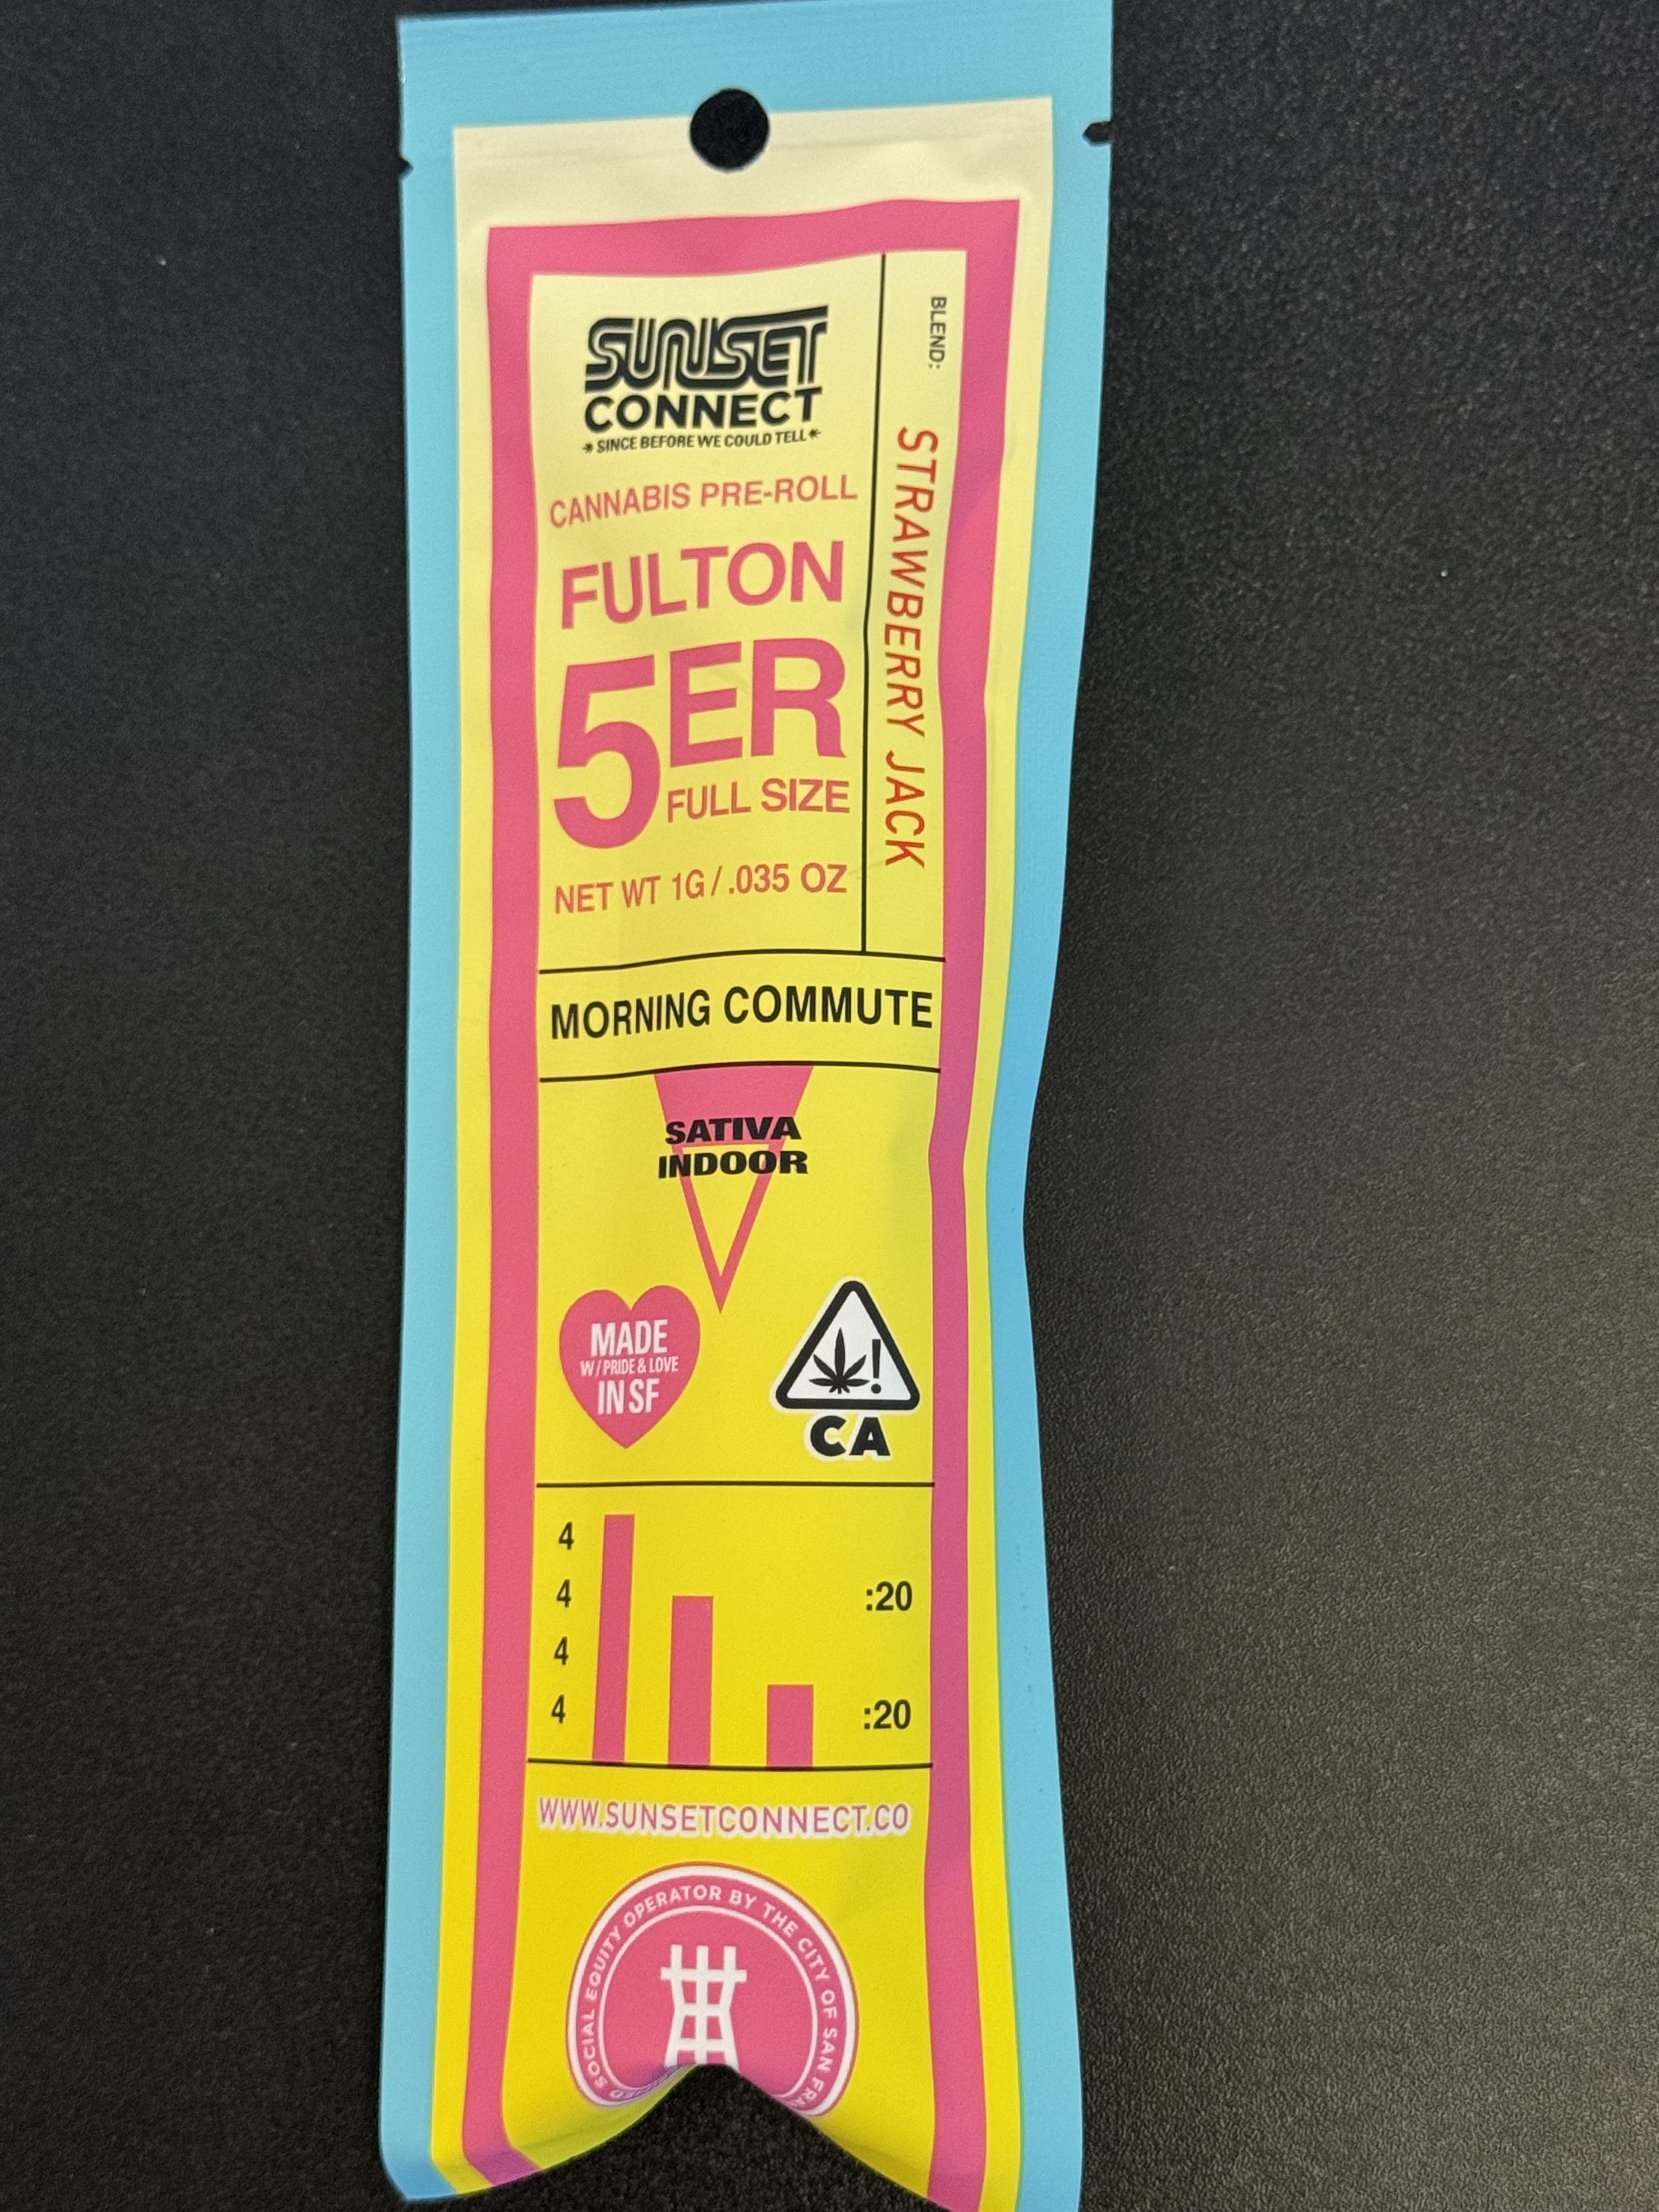 SUNSET
CONNECT
SINCE BEFORE WE COULD TELL
CANNABIS PRE-ROLL
FULTON
5ER
FULL SIZE
NET WT 1G / .035 OZ
BLEND:
STRAWBERRY JACK
MORNING COMMUTE
SATIVA
INDOOR
MADE
W/ PRIDE & LOVE
IN SF
!
CA
4
4 :20
4
4 :20
WWW.SUNSETCONNECT.CO
SOCIAL EQUITY OPERATOR BY THE CITY OF SAN